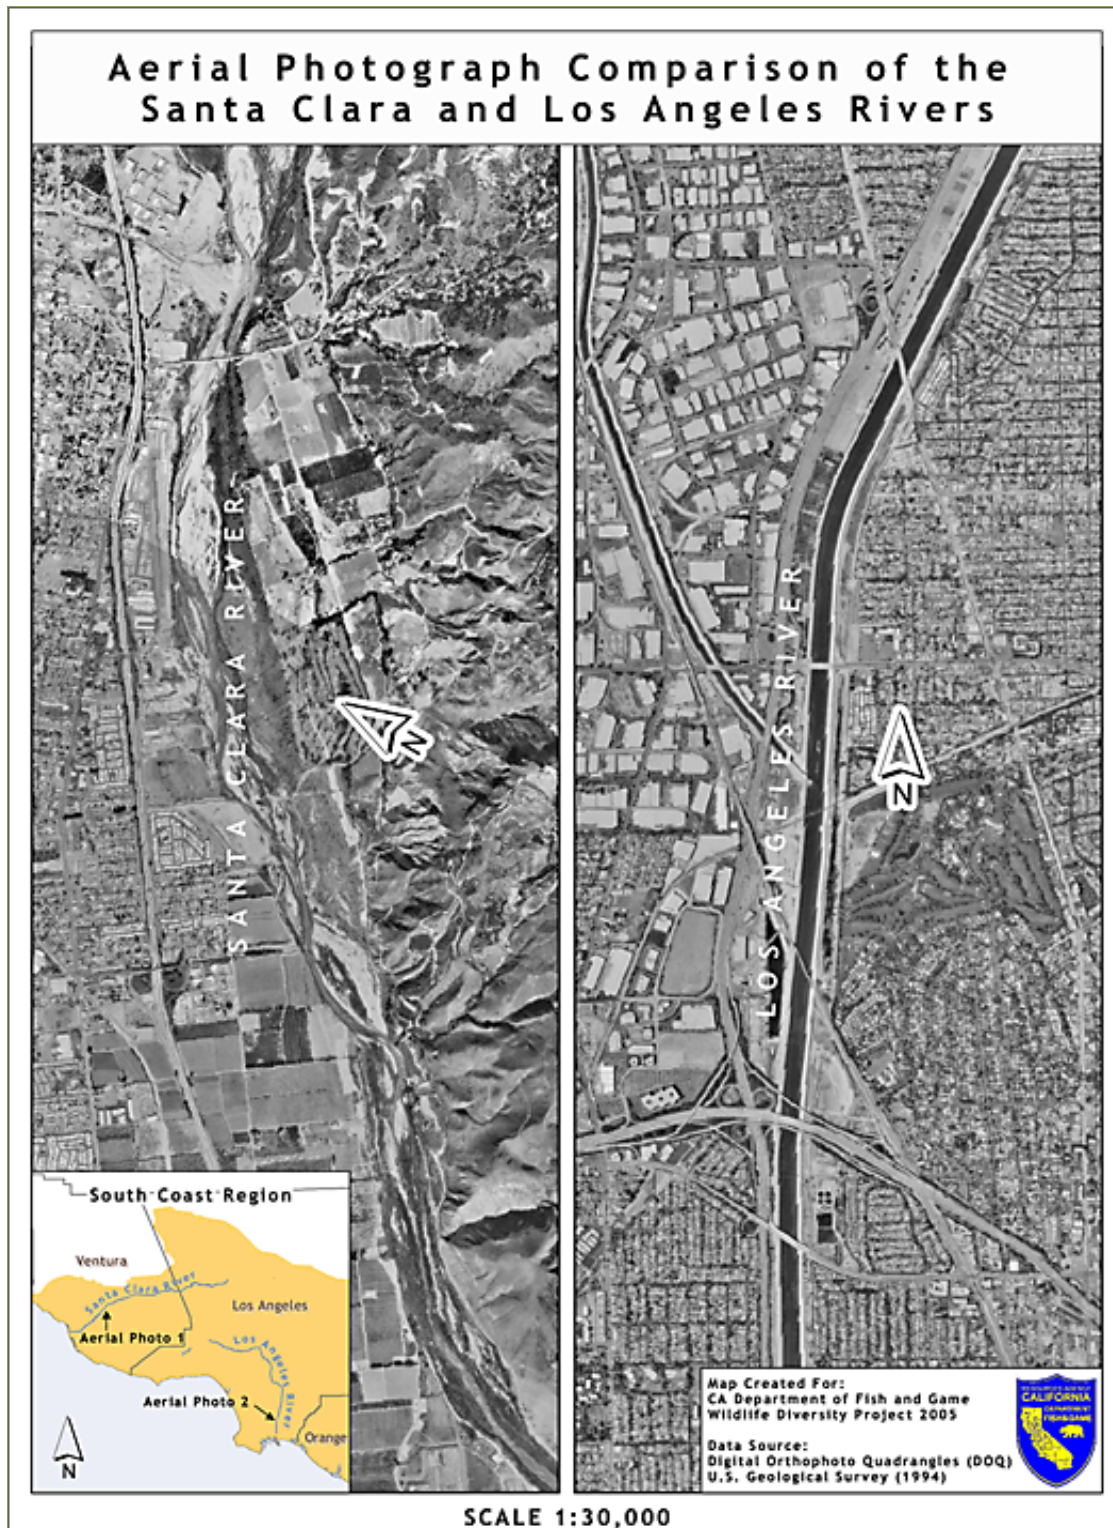 Aerial Photograph Comparison of the
Santa Clara and Los Angeles Rivers
SANTA CLARA RIVER
N
LOS ANGELES RIVER
N
South Coast Region
Ventura
Santa Clara River
Los Angeles
Aerial Photo 1
Los Angeles River
Aerial Photo 2
Orange
N
Map Created For:
CA Department of Fish and Game
Wildlife Diversity Project 2005
Data Source:
Digital Orthophoto Quadrangles (DOQ)
U.S. Geological Survey (1994)
CALIFORNIA
DEPARTMENT
FISH & GAME
SCALE 1:30,000